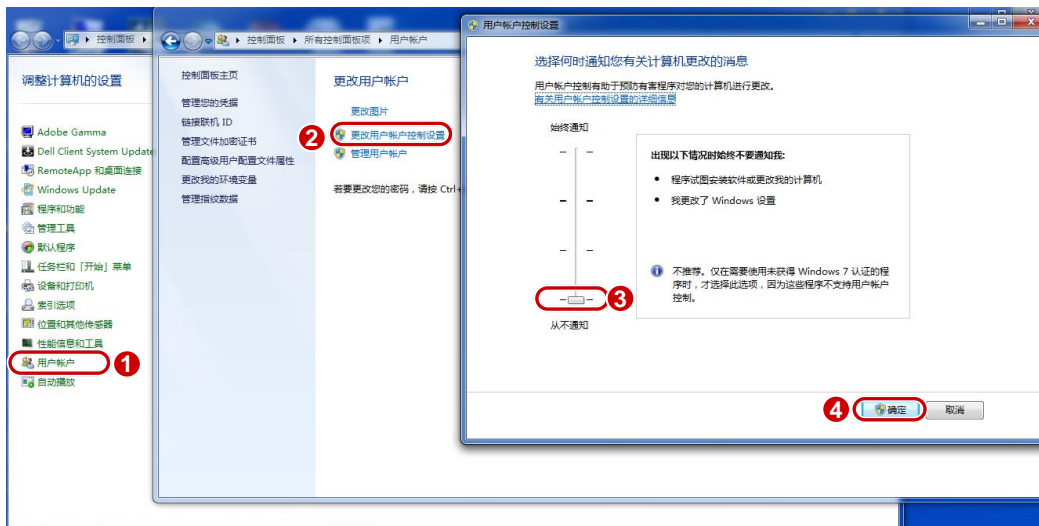 控制面板
调整计算机的设置
Adobe Gamma
Dell Client System Update
RemoteApp 和桌面连接
Windows Update
程序和功能
管理工具
默认程序
任务栏和「开始」菜单
设备和打印机
索引选项
位置和其他传感器
性能信息和工具
用户帐户
1
自动播放
控制面板 所有控制面板项 用户帐户
控制面板主页
管理您的凭据
链接联机 ID
管理文件加密证书
配置高级用户配置文件属性
更改我的环境变量
管理指纹数据
更改用户帐户
更改图片
2
更改用户帐户控制设置
管理用户帐户
若要更改您的密码，请按 Ctrl+
用户帐户控制设置
选择何时通知您有关计算机更改的消息
用户帐户控制有助于预防有害程序对您的计算机进行更改。
有关用户帐户控制设置的详细信息
始终通知
出现以下情况时始终不要通知我:
• 程序试图安装软件或更改我的计算机
• 我更改了 Windows 设置
不推荐。仅在需要使用未获得 Windows 7 认证的程
序时，才选择此选项，因为这些程序不支持用户帐户
控制。
3
从不通知
4
确定
取消